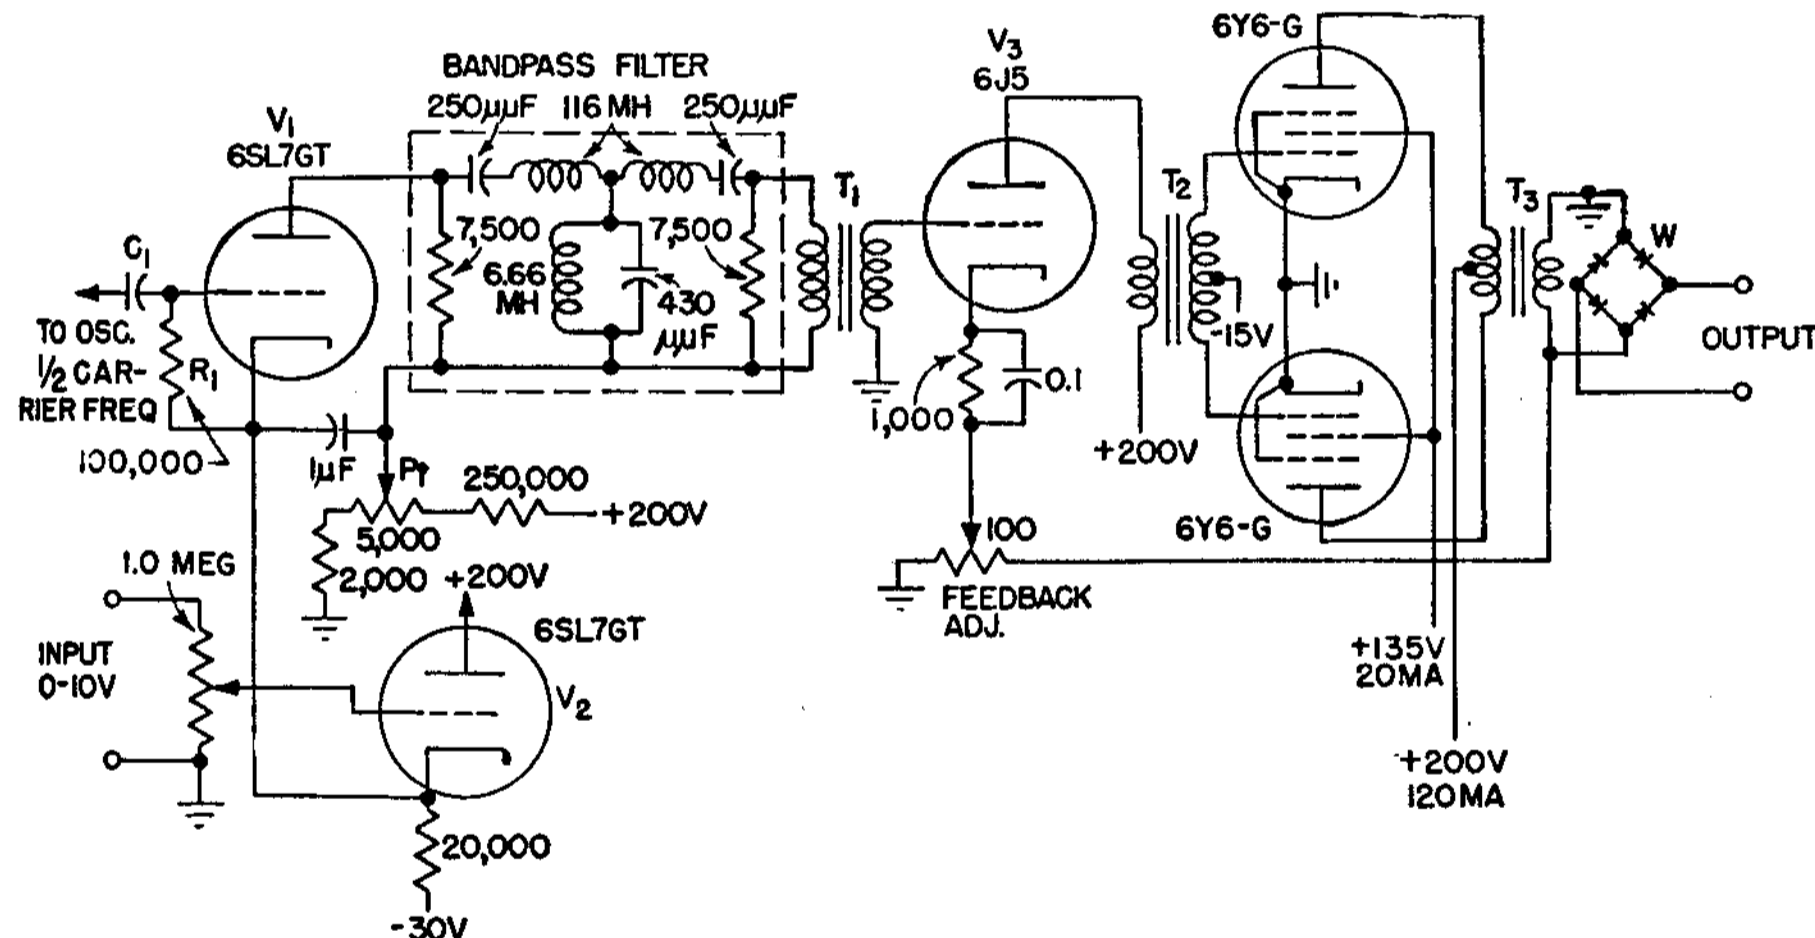 BANDPASS FILTER
250μμF 116 MH 250μμF
V1
6SL7GT
C1
TO OSC.
1/2 CAR-
RIER FREQ
R1
100,000
7,500
6.66
MH
430
μμF
7,500
T1
1μF
P1
250,000
+200V
5,000
2,000
1.0 MEG
INPUT
0-10V
+200V
6SL7GT
V2
20,000
-30V
V3
6J5
1,000
0.1
100
FEEDBACK
ADJ.
+200V
T2
-15V
6Y6-G
6Y6-G
T3
W
OUTPUT
+135V
20MA
+200V
120MA